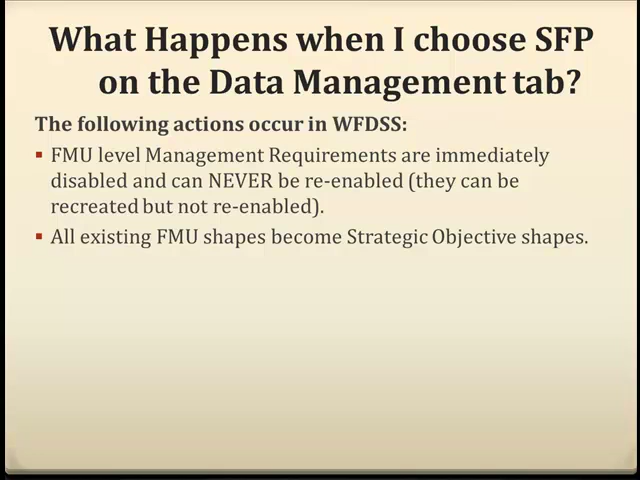 What Happens when I choose SFP
on the Data Management tab?
The following actions occur in WFDSS:
▪ FMU level Management Requirements are immediately
disabled and can NEVER be re-enabled (they can be
recreated but not re-enabled).
▪ All existing FMU shapes become Strategic Objective shapes.